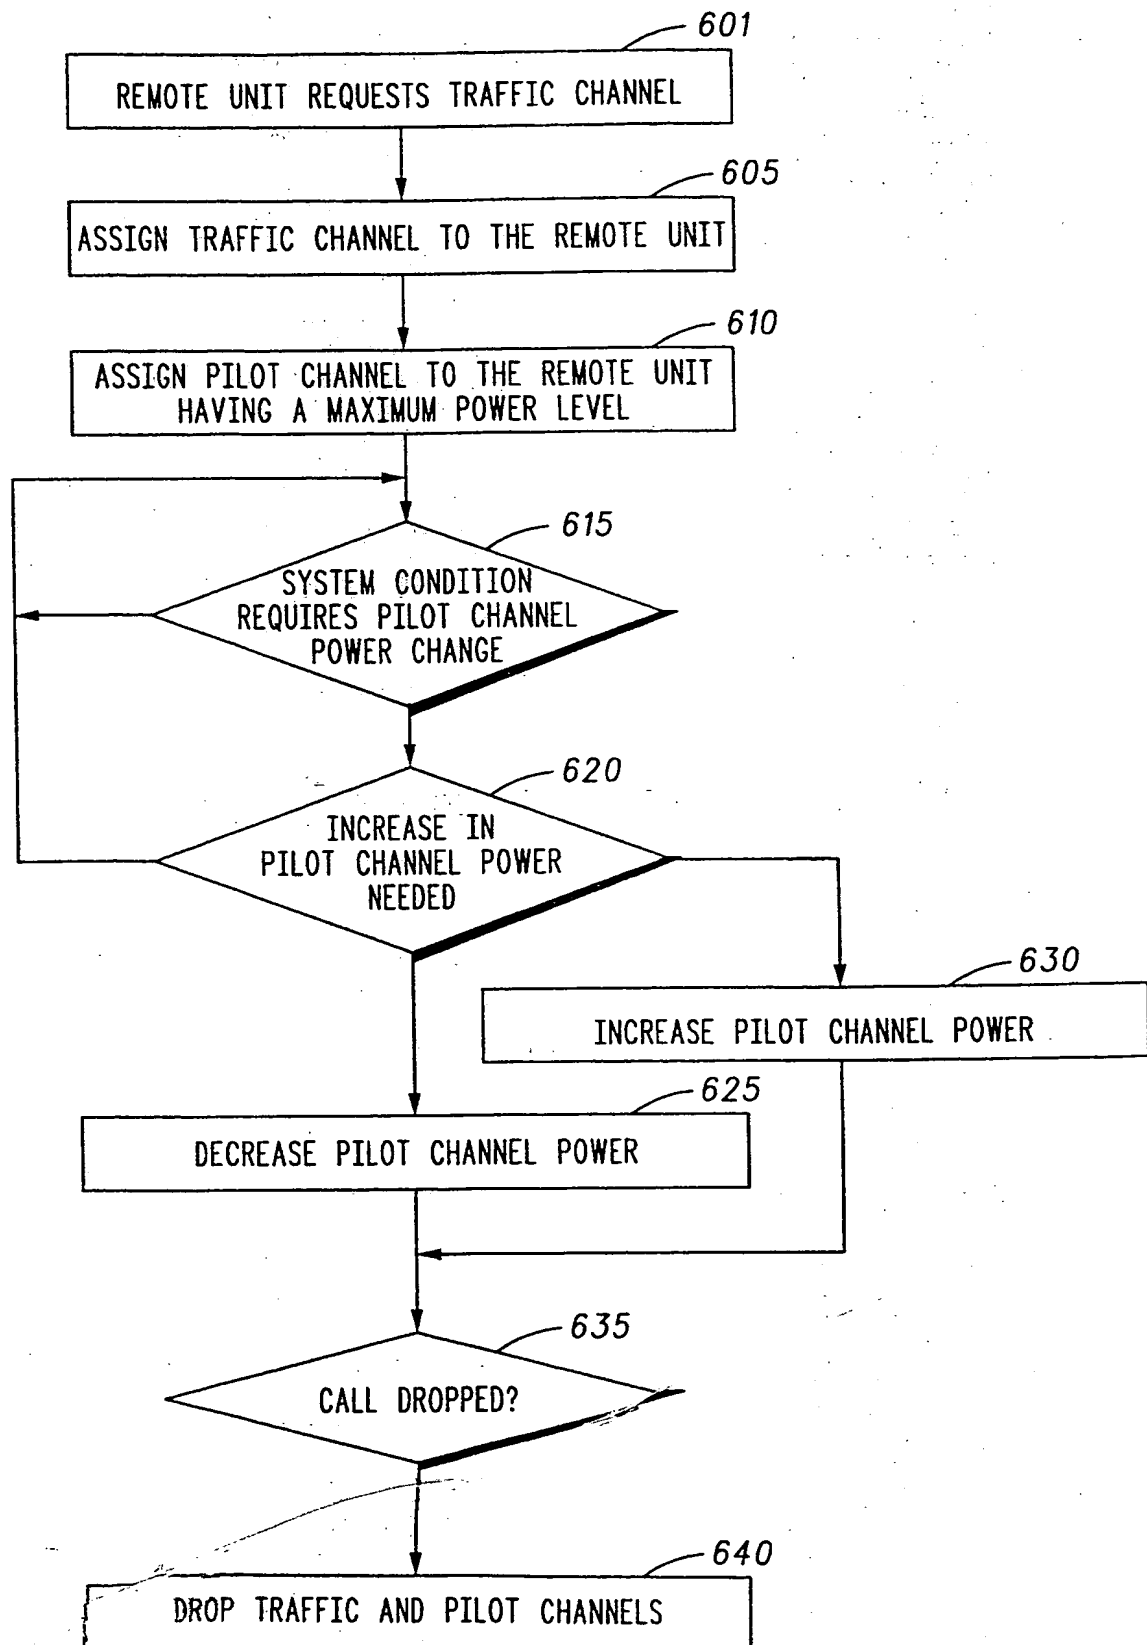 601
REMOTE UNIT REQUESTS TRAFFIC CHANNEL
605
ASSIGN TRAFFIC CHANNEL TO THE REMOTE UNIT
610
ASSIGN PILOT CHANNEL TO THE REMOTE UNIT
HAVING A MAXIMUM POWER LEVEL
615
SYSTEM CONDITION
REQUIRES PILOT CHANNEL
POWER CHANGE
620
INCREASE IN
PILOT CHANNEL POWER
NEEDED
630
INCREASE PILOT CHANNEL POWER
625
DECREASE PILOT CHANNEL POWER
635
CALL DROPPED?
640
DROP TRAFFIC AND PILOT CHANNELS